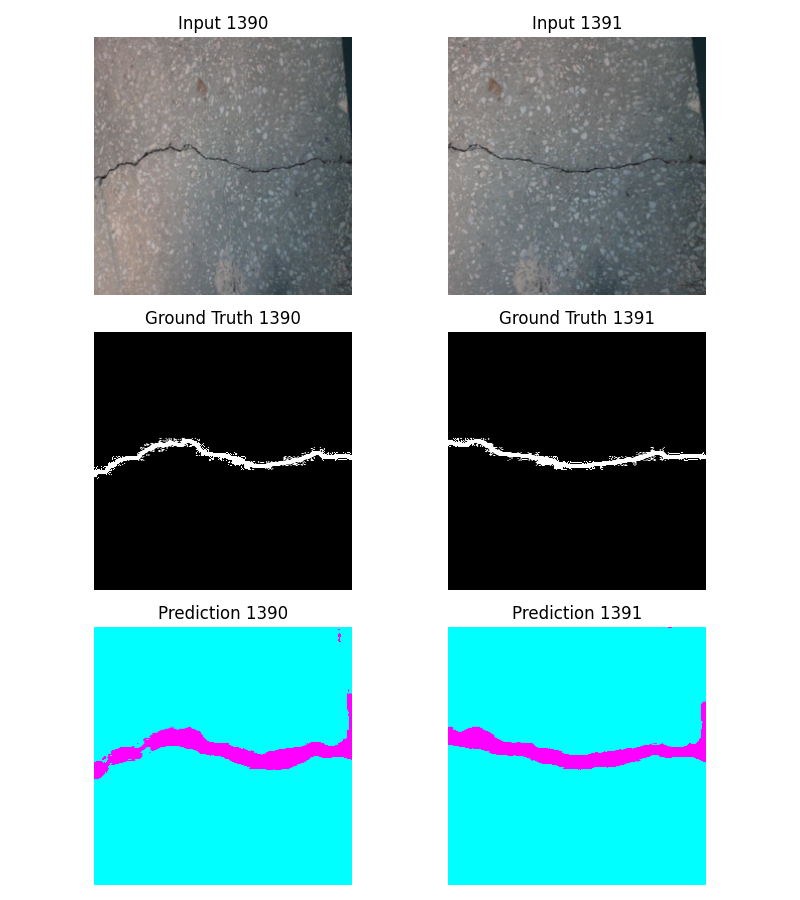 Input 1390
Input 1391
Ground Truth 1390
Ground Truth 1391
Prediction 1390
Prediction 1391